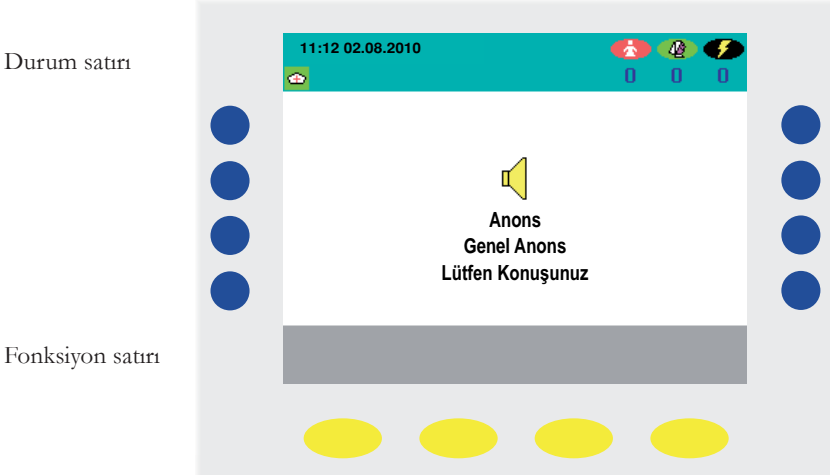 Durum satırı
11:12 02.08.2010
0 0 0
Anons
Genel Anons
Lütfen Konuşunuz
Fonksiyon satırı